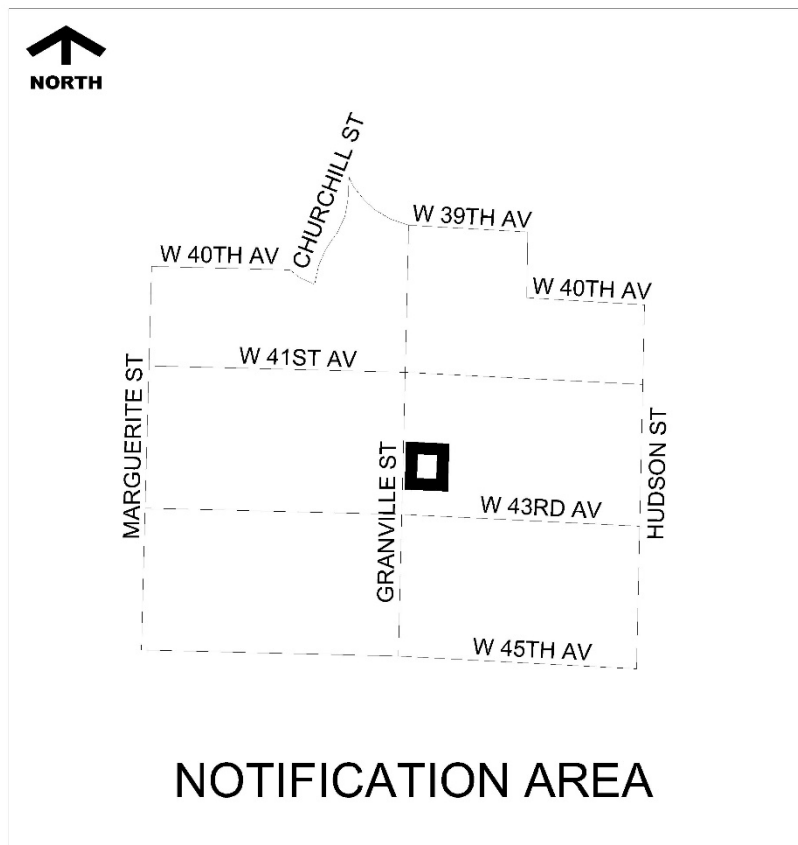 NORTH
CHURCHILL ST
W 39TH AV
W 40TH AV
W 40TH AV
W 41ST AV
MARGUERITE ST
GRANVILLE ST
HUDSON ST
W 43RD AV
W 45TH AV
NOTIFICATION AREA